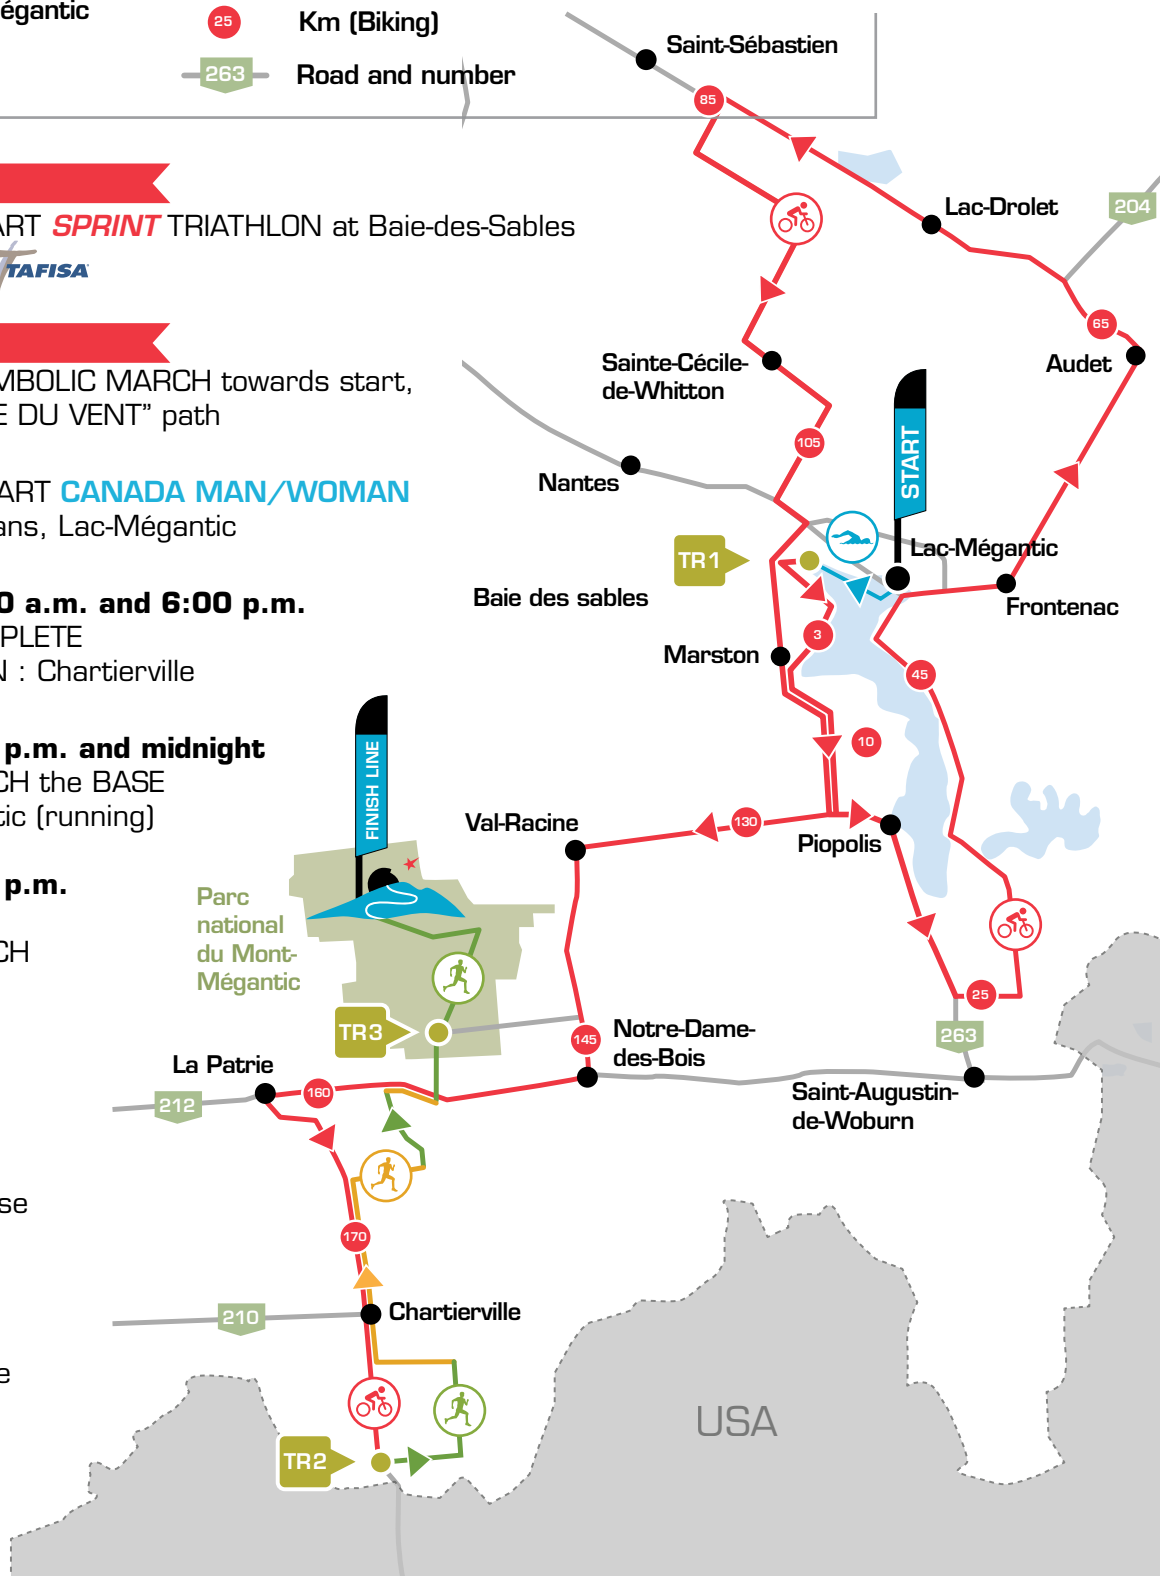 égantic
25 Km (Biking)
263 Road and number
ART SPRINT TRIATHLON at Baie-des-Sables
TAFISA
MBOLIC MARCH towards start,
E DU VENT” path
ART CANADA MAN/WOMAN
ans, Lac-Mégantic
0 a.m. and 6:00 p.m.
MPLETE
N : Chartierville
p.m. and midnight
CH the BASE
tic (running)
p.m.
CH
se
e
Saint-Sébastien
85
Lac-Drolet
204
65
Audet
Sainte-Cécile-
de-Whitton
105
START
Nantes
TR1
Lac-Mégantic
Baie des sables
Frontenac
3
Marston
45
10
FINISH LINE
Val-Racine
130
Piopolis
Parc
national
du Mont-
Mégantic
25
TR3
145
Notre-Dame-
des-Bois
263
La Patrie
160
212
Saint-Augustin-
de-Woburn
170
210
Chartierville
USA
TR2